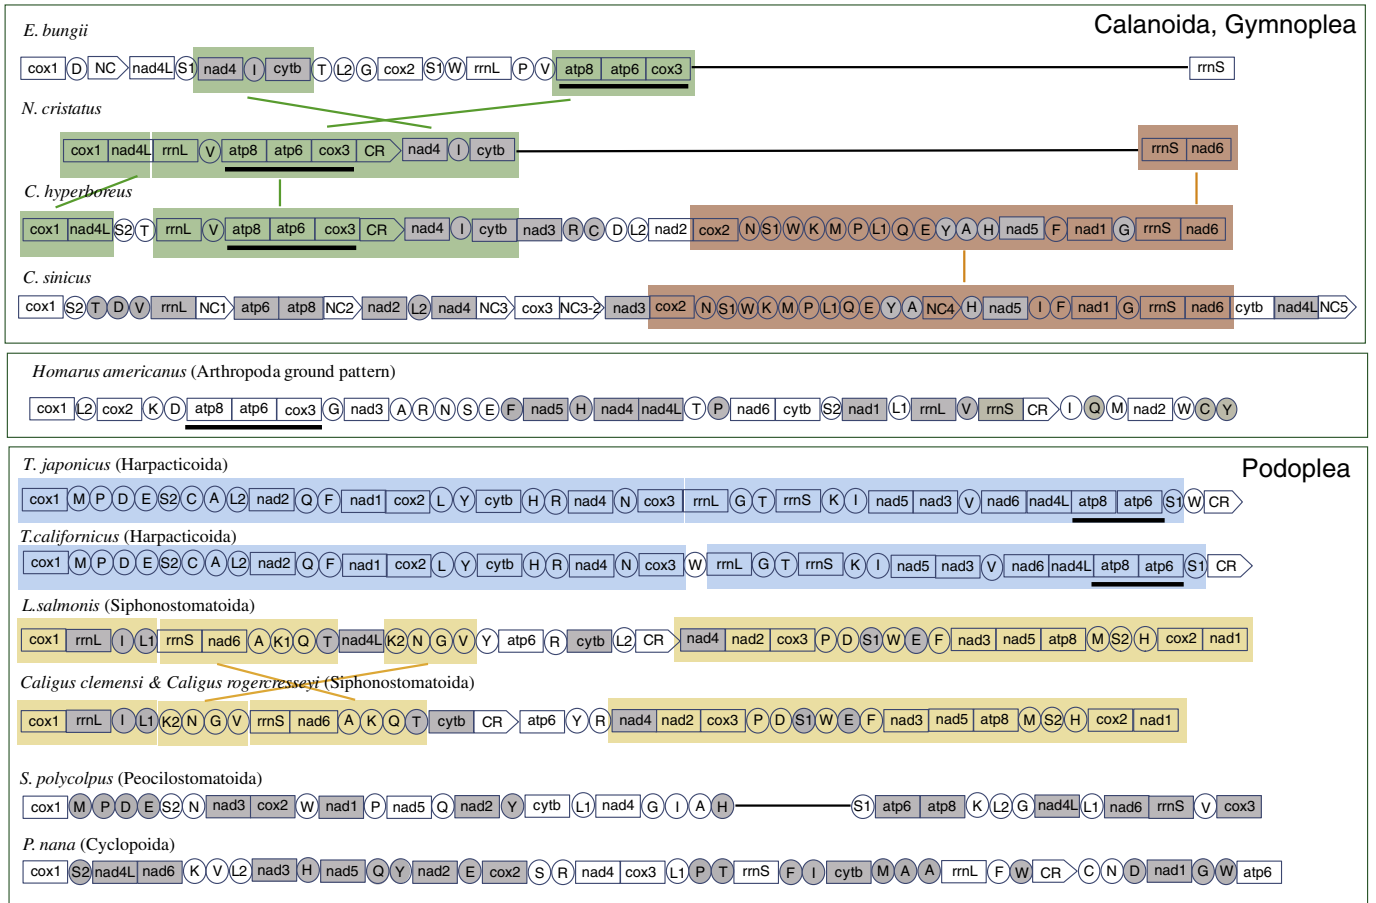 Calanoida, Gymnoplea
E. bungii
cox1 D NC nad4L S1 nad4 I cytb T L2 G cox2 S1 W rrnL P V atp8 atp6 cox3 rrnS
N. cristatus
cox1 nad4L rrnL V atp8 atp6 cox3 CR nad4 I cytb rrnS nad6
C. hyperboreus
cox1 nad4L S2 T rrnL V atp8 atp6 cox3 CR nad4 I cytb nad3 R C D L2 nad2 cox2 N S1 W K M P L1 Q E Y A H nad5 F nad1 G rrnS nad6
C. sinicus
cox1 S2 T D V rrnL NC1 atp6 atp8 NC2 nad2 L2 nad4 NC3 cox3 NC3-2 nad3 cox2 N S1 W K M P L1 Q E Y A NC4 H nad5 I F nad1 G rrnS nad6 cytb nad4L NC5
Homarus americanus (Arthropoda ground pattern)
cox1 L2 cox2 K D atp8 atp6 cox3 G nad3 A R N S E F nad5 H nad4 nad4L T P nad6 cytb S2 nad1 L1 rrnL V rrnS CR I Q M nad2 W C Y
Podoplea
T. japonicus (Harpacticoida)
cox1 M P D E S2 C A L2 nad2 Q F nad1 cox2 L Y cytb H R nad4 N cox3 rrnL G T rrnS K I nad5 nad3 V nad6 nad4L atp8 atp6 S1 W CR
T.californicus (Harpacticoida)
cox1 M P D E S2 C A L2 nad2 Q F nad1 cox2 L Y cytb H R nad4 N cox3 W rrnL G T rrnS K I nad5 nad3 V nad6 nad4L atp8 atp6 S1 CR
L.salmonis (Siphonostomatoida)
cox1 rrnL I L1 rrnS nad6 A K1 Q T nad4L K2 N G V Y atp6 R cytb L2 CR nad4 nad2 cox3 P D S1 W E F nad3 nad5 atp8 M S2 H cox2 nad1
Caligus clemensi & Caligus rogercresseyi (Siphonostomatoida)
cox1 rrnL I L1 K2 N G V rrnS nad6 A K Q T cytb CR atp6 Y R nad4 nad2 cox3 P D S1 W E F nad3 nad5 atp8 M S2 H cox2 nad1
S. polycolpus (Peocilostomatoida)
cox1 M P D E S2 N nad3 cox2 W nad1 P nad5 Q nad2 Y cytb L1 nad4 G I A H S1 atp6 atp8 K L2 G nad4L L1 nad6 rrnS V cox3
P. nana (Cyclopoida)
cox1 S2 nad4L nad6 K V L2 nad3 H nad5 Q Y nad2 E cox2 S R nad4 cox3 L1 P T rrnS F I cytb M A A rrnL F W CR C N D nad1 G W atp6